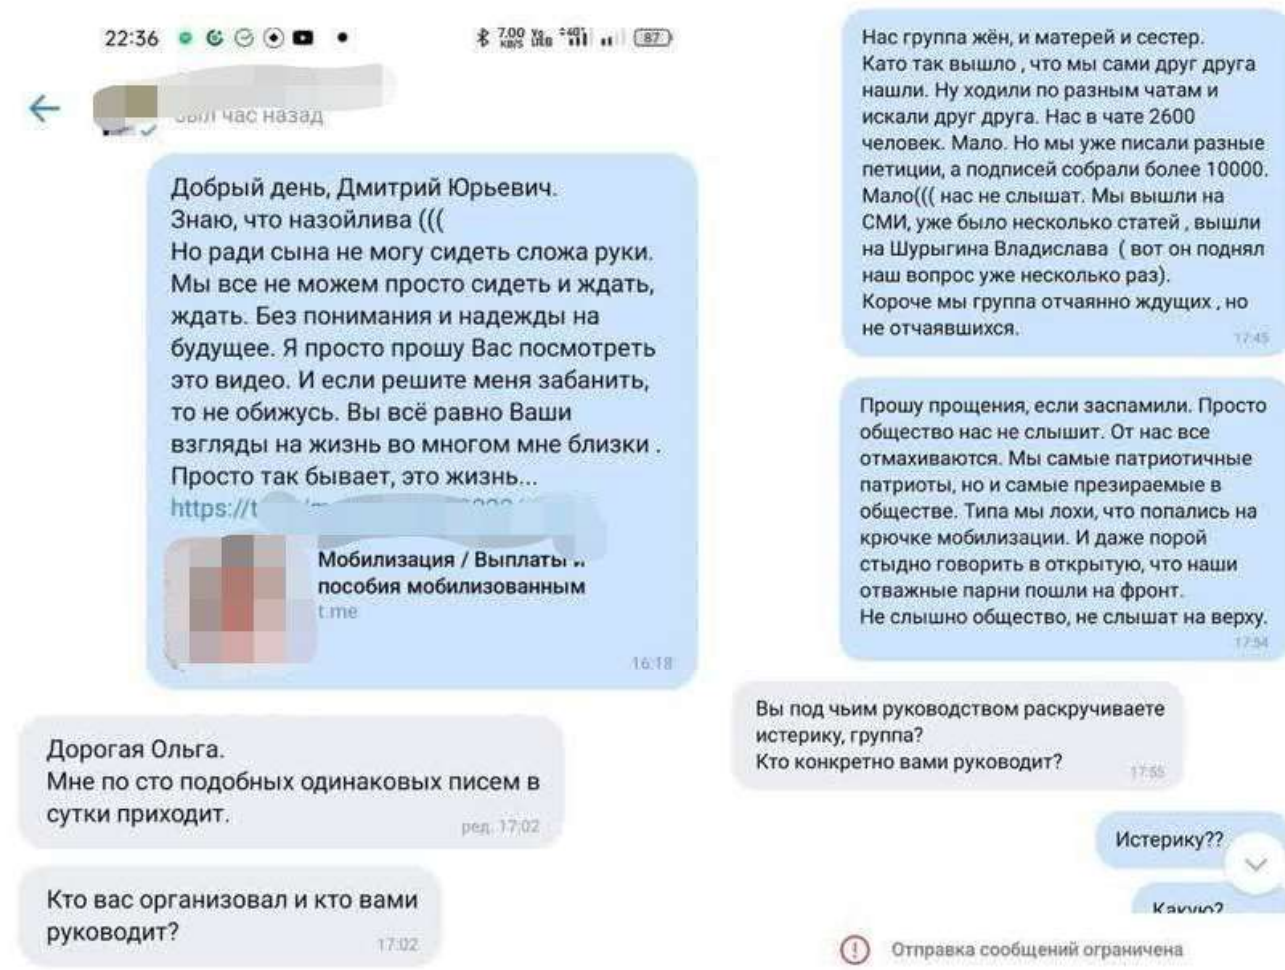 22:36
7.00 KB/S
87
был час назад
Добрый день, Дмитрий Юрьевич.
Знаю, что назойлива (((
Но ради сына не могу сидеть сложа руки.
Мы все не можем просто сидеть и ждать,
ждать. Без понимания и надежды на
будущее. Я просто прошу Вас посмотреть
это видео. И если решите меня забанить,
то не обижусь. Вы всё равно Ваши
взгляды на жизнь во многом мне близки .
Просто так бывает, это жизнь...
https://t
Мобилизация / Выплаты и
пособия мобилизованным
t.me
16:18
Дорогая Ольга.
Мне по сто подобных одинаковых писем в
сутки приходит.
ред. 17:02
Кто вас организовал и кто вами
руководит?
17:02
Нас группа жён, и матерей и сестер.
Като так вышло , что мы сами друг друга
нашли. Ну ходили по разным чатам и
искали друг друга. Нас в чате 2600
человек. Мало. Но мы уже писали разные
петиции, а подписей собрали более 10000.
Мало((( нас не слышат. Мы вышли на
СМИ, уже было несколько статей , вышли
на Шурыгина Владислава ( вот он поднял
наш вопрос уже несколько раз).
Короче мы группа отчаянно ждущих , но
не отчаявшихся.
17:45
Прошу прощения, если заспамили. Просто
общество нас не слышит. От нас все
отмахиваются. Мы самые патриотичные
патриоты, но и самые презираемые в
обществе. Типа мы лохи, что попались на
крючке мобилизации. И даже порой
стыдно говорить в открытую, что наши
отважные парни пошли на фронт.
Не слышно общество, не слышат на верху.
17:54
Вы под чьим руководством раскручиваете
истерику, группа?
Кто конкретно вами руководит?
17:55
Истерику??
Какую?
Отправка сообщений ограничена